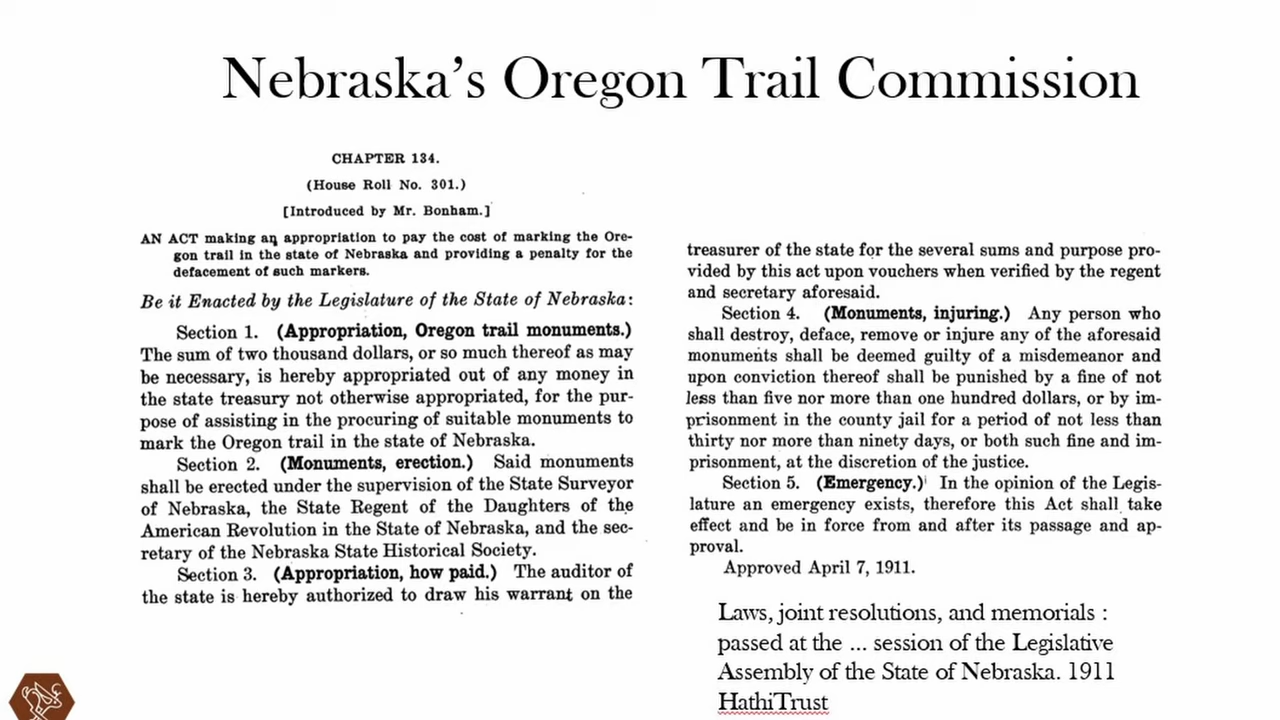 Nebraska's Oregon Trail Commission
CHAPTER 134.
(House Roll No. 301.)
[Introduced by Mr. Bonham.]
AN ACT making an appropriation to pay the cost of marking the Ore-
gon trail in the state of Nebraska and providing a penalty for the
defacement of such markers.
Be it Enacted by the Legislature of the State of Nebraska:
Section 1. (Appropriation, Oregon trail monuments.)
The sum of two thousand dollars, or so much thereof as may
be necessary, is hereby appropriated out of any money in
the state treasury not otherwise appropriated, for the pur-
pose of assisting in the procuring of suitable monuments to
mark the Oregon trail in the state of Nebraska.
Section 2. (Monuments, erection.) Said monuments
shall be erected under the supervision of the State Surveyor
of Nebraska, the State Regent of the Daughters of the
American Revolution in the State of Nebraska, and the sec-
retary of the Nebraska State Historical Society.
Section 3. (Appropriation, how paid.) The auditor of
the state is hereby authorized to draw his warrant on the
treasurer of the state for the several sums and purpose pro-
vided by this act upon vouchers when verified by the regent
and secretary aforesaid.
Section 4. (Monuments, injuring.) Any person who
shall destroy, deface, remove or injure any of the aforesaid
monuments shall be deemed guilty of a misdemeanor and
upon conviction thereof shall be punished by a fine of not
less than five nor more than one hundred dollars, or by im-
prisonment in the county jail for a period of not less than
thirty nor more than ninety days, or both such fine and im-
prisonment, at the discretion of the justice.
Section 5. (Emergency.) In the opinion of the Legis-
lature an emergency exists, therefore this Act shall take
effect and be in force from and after its passage and ap-
proval.
Approved April 7, 1911.
Laws, joint resolutions, and memorials :
passed at the ... session of the Legislative
Assembly of the State of Nebraska. 1911
HathiTrust